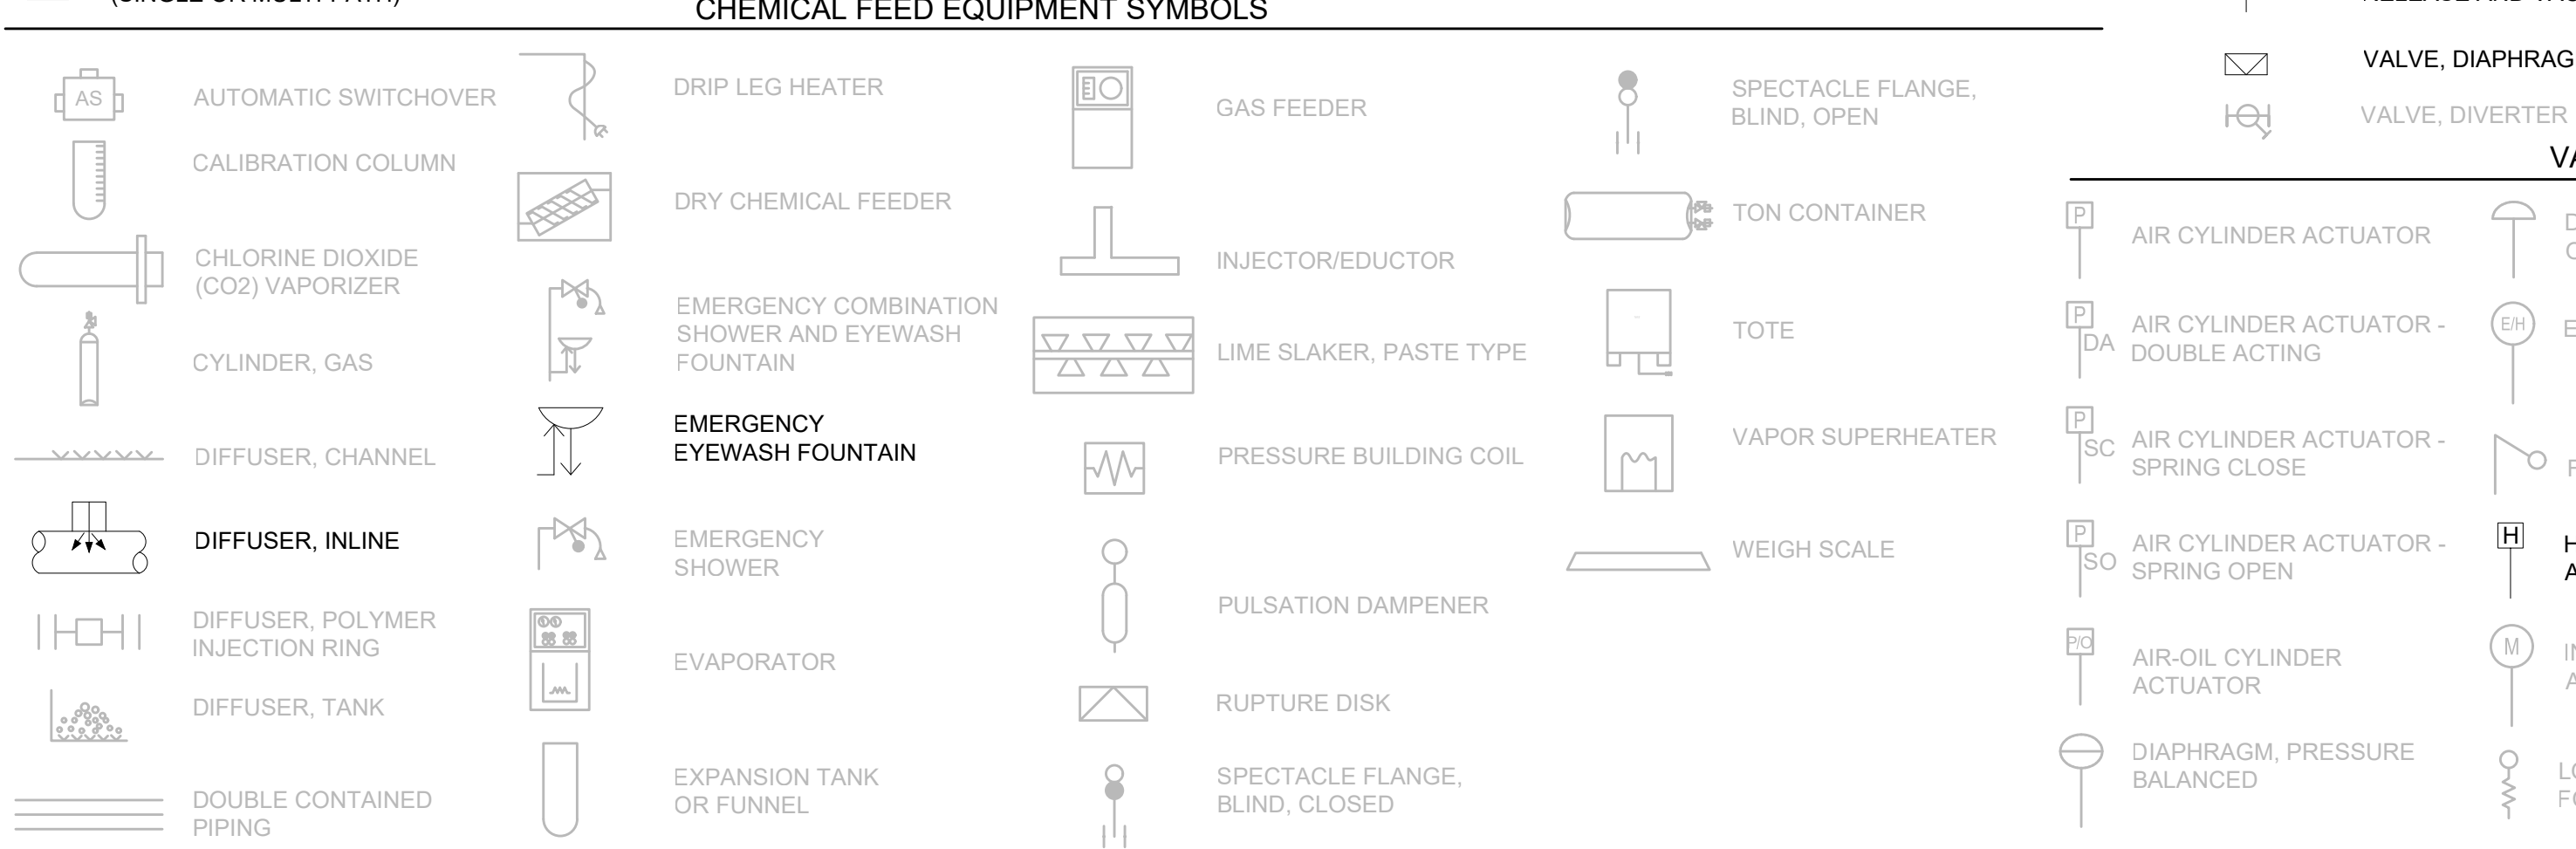 CHEMICAL FEED EQUIPMENT SYMBOLS
AS
AUTOMATIC SWITCHOVER
CALIBRATION COLUMN
CHLORINE DIOXIDE
(CO2) VAPORIZER
CYLINDER, GAS
DIFFUSER, CHANNEL
DIFFUSER, INLINE
DIFFUSER, POLYMER
INJECTION RING
DIFFUSER, TANK
DOUBLE CONTAINED
PIPING
DRIP LEG HEATER
DRY CHEMICAL FEEDER
EMERGENCY COMBINATION
SHOWER AND EYEWASH
FOUNTAIN
EMERGENCY
EYEWASH FOUNTAIN
EMERGENCY
SHOWER
EVAPORATOR
EXPANSION TANK
OR FUNNEL
GAS FEEDER
INJECTOR/EDUCTOR
LIME SLAKER, PASTE TYPE
PRESSURE BUILDING COIL
PULSATION DAMPENER
RUPTURE DISK
SPECTACLE FLANGE,
BLIND, CLOSED
SPECTACLE FLANGE,
BLIND, OPEN
TON CONTAINER
TOTE
VAPOR SUPERHEATER
WEIGH SCALE
VALVE, DIAPHRAG
VALVE, DIVERTER
VA
P
AIR CYLINDER ACTUATOR
P
DA
AIR CYLINDER ACTUATOR -
DOUBLE ACTING
P
SC
AIR CYLINDER ACTUATOR -
SPRING CLOSE
P
SO
AIR CYLINDER ACTUATOR -
SPRING OPEN
P/O
AIR-OIL CYLINDER
ACTUATOR
DIAPHRAGM, PRESSURE
BALANCED
E/H
E
H
H
A
M